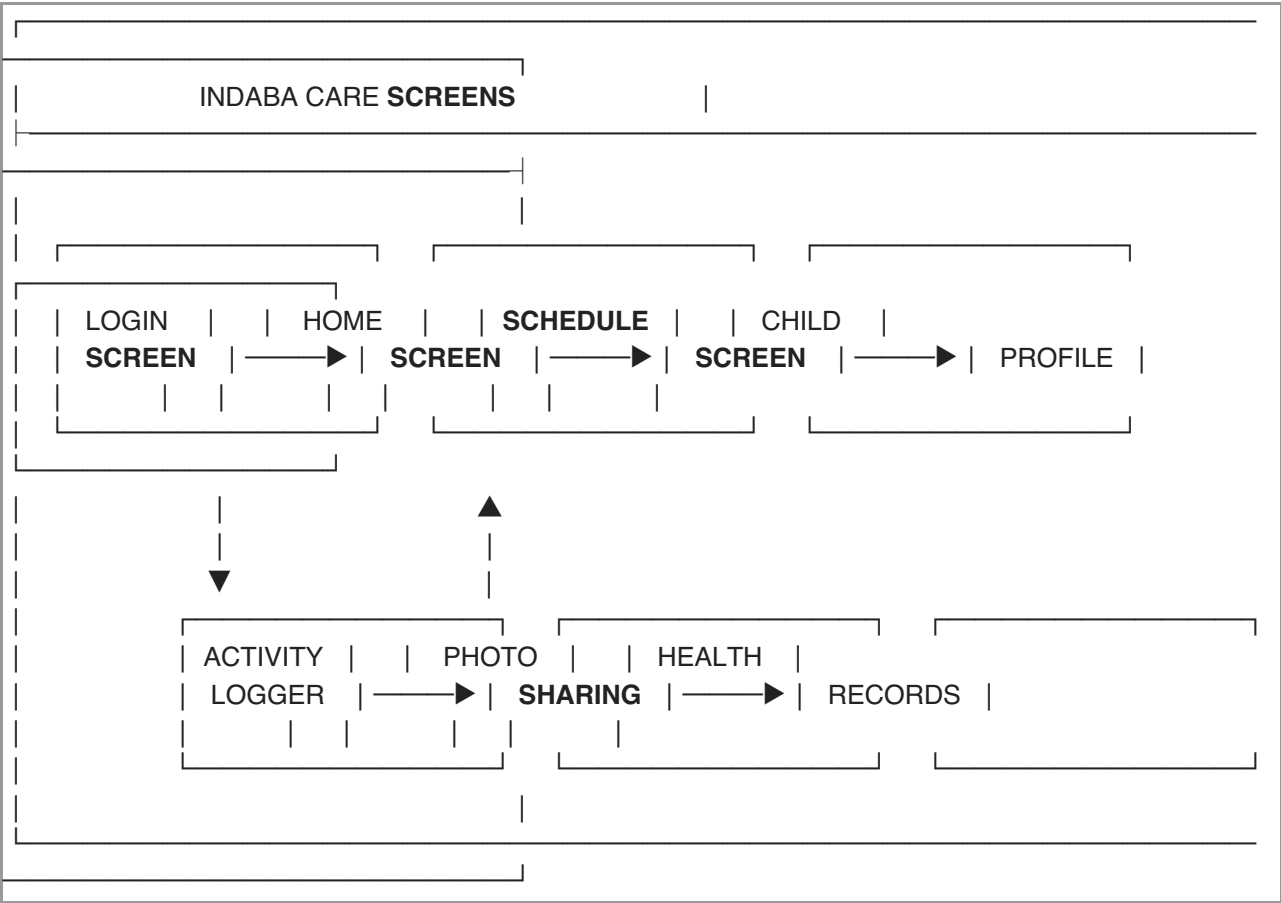 INDABA CARE SCREENS
LOGIN HOME SCHEDULE CHILD
SCREEN SCREEN SCREEN PROFILE
ACTIVITY PHOTO HEALTH
LOGGER SHARING RECORDS